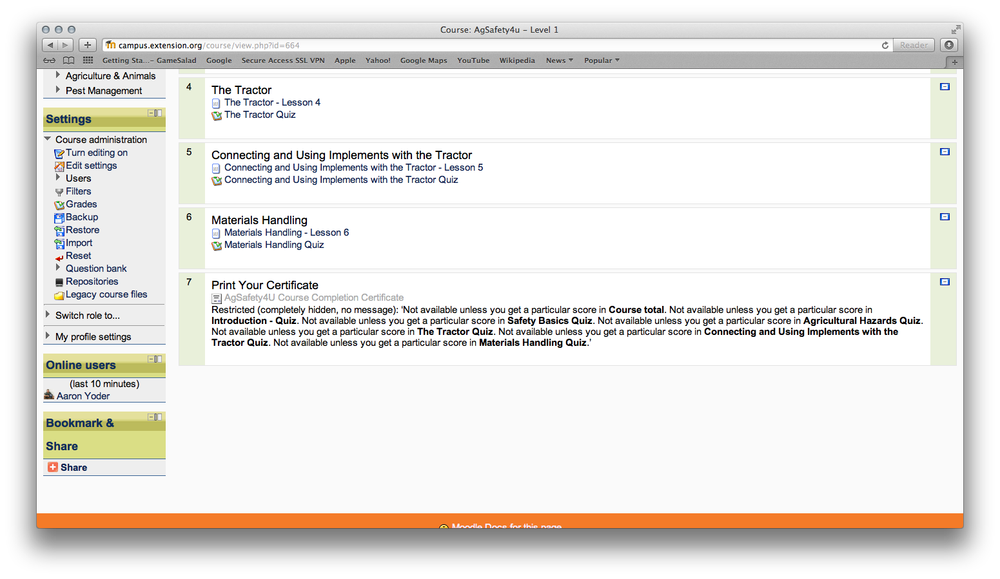 Course: AgSafety4u – Level 1
campus.extension.org/course/view.php?id=664
Reader
Getting Sta...– GameSalad Google Secure Access SSL VPN Apple Yahoo! Google Maps YouTube Wikipedia News Popular
Agriculture & Animals
Pest Management
Settings
Course administration
Turn editing on
Edit settings
Users
Filters
Grades
Backup
Restore
Import
Reset
Question bank
Repositories
Legacy course files
Switch role to...
My profile settings
Online users
(last 10 minutes)
Aaron Yoder
Bookmark &
Share
Share
4
The Tractor
The Tractor - Lesson 4
The Tractor Quiz
5
Connecting and Using Implements with the Tractor
Connecting and Using Implements with the Tractor - Lesson 5
Connecting and Using Implements with the Tractor Quiz
6
Materials Handling
Materials Handling - Lesson 6
Materials Handling Quiz
7
Print Your Certificate
AgSafety4U Course Completion Certificate
Restricted (completely hidden, no message): ‘Not available unless you get a particular score in Course total. Not available unless you get a particular score in
Introduction - Quiz. Not available unless you get a particular score in Safety Basics Quiz. Not available unless you get a particular score in Agricultural Hazards Quiz.
Not available unless you get a particular score in The Tractor Quiz. Not available unless you get a particular score in Connecting and Using Implements with the
Tractor Quiz. Not available unless you get a particular score in Materials Handling Quiz.’
Moodle Docs for this page